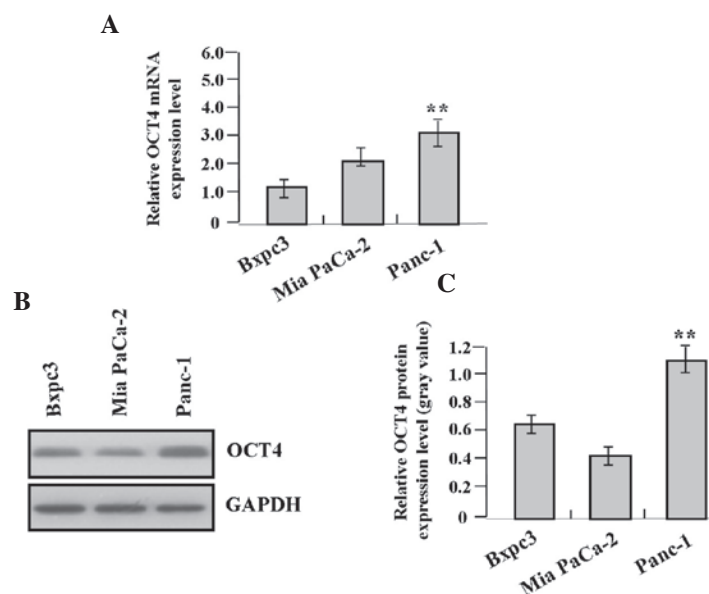 A
Relative OCT4 mRNA
expression level
6.0
5.0
4.0
3.0
2.0
1.0
0
**
Bxpc3
Mia PaCa-2
Panc-1
B
Bxpc3
Mia PaCa-2
Panc-1
OCT4
GAPDH
C
Relative OCT4 protein
expression level (gray value)
1.2
1.0
0.8
0.6
0.4
0.2
0
**
Bxpc3
Mia PaCa-2
Panc-1